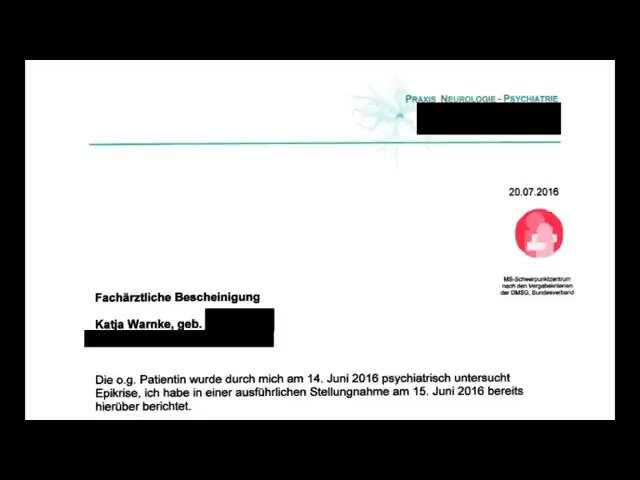 PRAXIS NEUROLOGIE - PSYCHIATRIE
20.07.2016
MS-Schwerpunktzentrum
nach den Vergabekriterien
der DMSG, Bundesverband
Fachärztliche Bescheinigung
Katja Warnke, geb.
Die o.g. Patientin wurde durch mich am 14. Juni 2016 psychiatrisch untersucht
Epikrise, ich habe in einer ausführlichen Stellungnahme am 15. Juni 2016 bereits
hierüber berichtet.